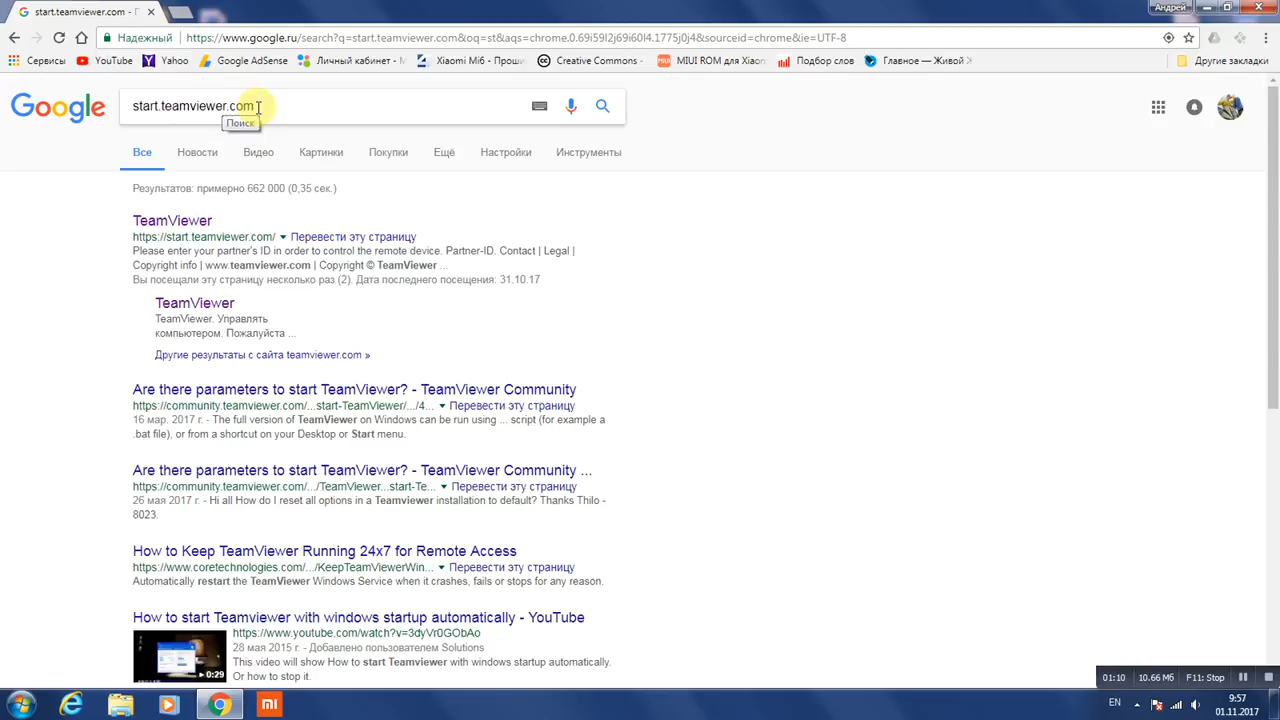 start.teamviewer.com - П
Андрей
Надежный
https://www.google.ru/search?q=start.teamviewer.com&oq=st&aqs=chrome.0.69i59l2j69i60l4.1775j0j4&sourceid=chrome&ie=UTF-8
Сервисы YouTube Yahoo Google AdSense Личный кабинет - Xiaomi Mi6 - Прош Creative Commons MIUI ROM для Xiao Подбор слов Главное — Живой Другие закладки
Google start.teamviewer.com
Поиск
Все Новости Видео Картинки Покупки Ещё Настройки Инструменты
Результатов: примерно 662 000 (0,35 сек.)
TeamViewer
https://start.teamviewer.com/ Перевести эту страницу
Please enter your partner's ID in order to control the remote device. Partner-ID. Contact | Legal |
Copyright info | www.teamviewer.com | Copyright © TeamViewer ...
Вы посещали эту страницу несколько раз (2). Дата последнего посещения: 31.10.17
TeamViewer
TeamViewer. Управлять
компьютером. Пожалуйста ...
Другие результаты с сайта teamviewer.com »
Are there parameters to start TeamViewer? - TeamViewer Community
https://community.teamviewer.com/...start-TeamViewer/.../4... Перевести эту страницу
16 мар. 2017 г. - The full version of TeamViewer on Windows can be run using ... script (for example a
.bat file), or from a shortcut on your Desktop or Start menu.
Are there parameters to start TeamViewer? - TeamViewer Community ...
https://community.teamviewer.com/.../TeamViewer...start-Te... Перевести эту страницу
26 мая 2017 г. - Hi all How do I reset all options in a Teamviewer installation to default? Thanks Thilo -
8023.
How to Keep TeamViewer Running 24x7 for Remote Access
https://www.coretechnologies.com/.../KeepTeamViewerWin... Перевести эту страницу
Automatically restart the TeamViewer Windows Service when it crashes, fails or stops for any reason.
How to start Teamviewer with windows startup automatically - YouTube
https://www.youtube.com/watch?v=3dyVr0GObAo
28 мая 2015 г. - Добавлено пользователем Solutions
This video will show How to start Teamviewer with windows startup automatically.
Or how to stop it.
0:29
01:10 10.66 Мб F11: Stop
mi
EN 9:57
01.11.2017